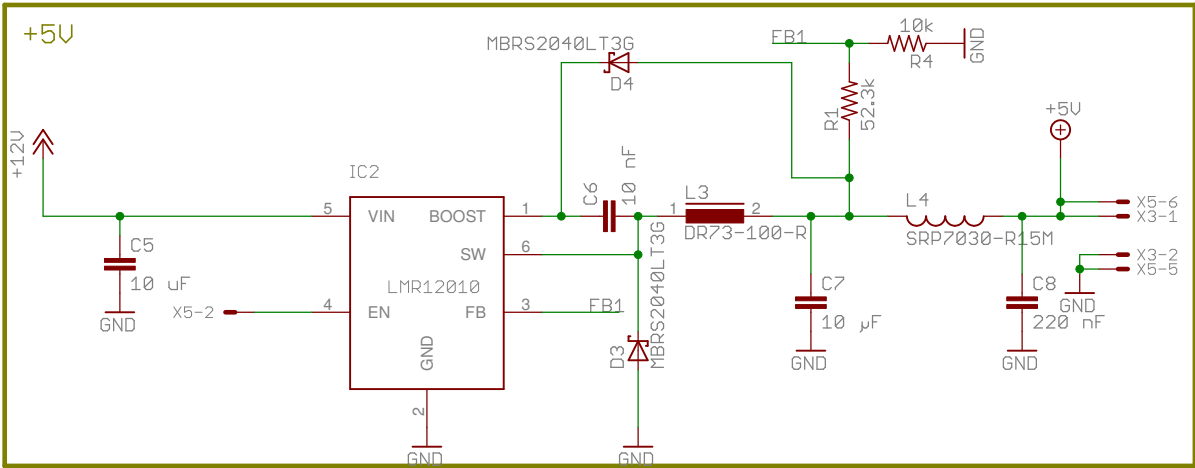 +5V
MBRS2040LT3G
D4
FB1
10k
R4
GND
R1
52.3k
+5V
+12V
IC2
C6
10 nF
L3
1
2
DR73-100-R
L4
SRP7030-R15M
X5-6
X3-1
5
VIN
BOOST
1
C5
10 uF
GND
SW
6
MBRS2040LT3G
X3-2
X5-5
GND
LMR12010
X5-2
4
EN
FB
3
FB1
C7
10 µF
GND
C8
220 nF
GND
D3
GND
2
GND
GND